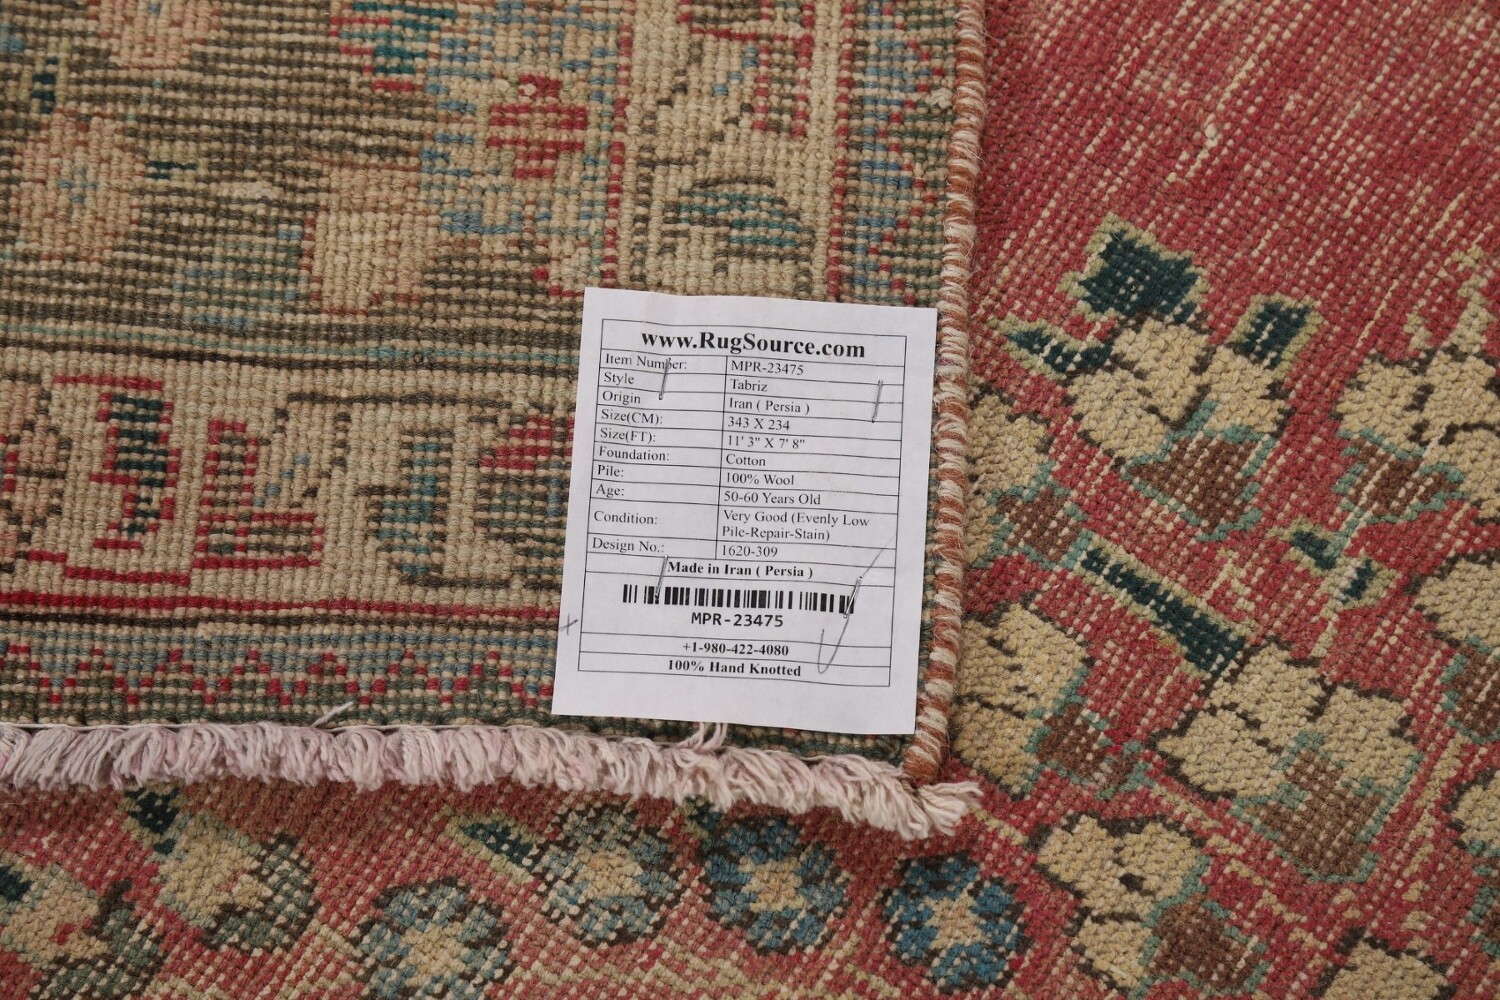 www.RugSource.com
Item Number: MPR-23475
Style Tabriz
Origin Iran ( Persia )
Size(CM): 343 X 234
Size(FT): 11' 3" X 7' 8"
Foundation: Cotton
Pile: 100% Wool
Age: 50-60 Years Old
Condition: Very Good (Evenly Low
Pile-Repair-Stain)
Design No.: 1620-309
Made in Iran ( Persia )
MPR-23475
+1-980-422-4080
100% Hand Knotted